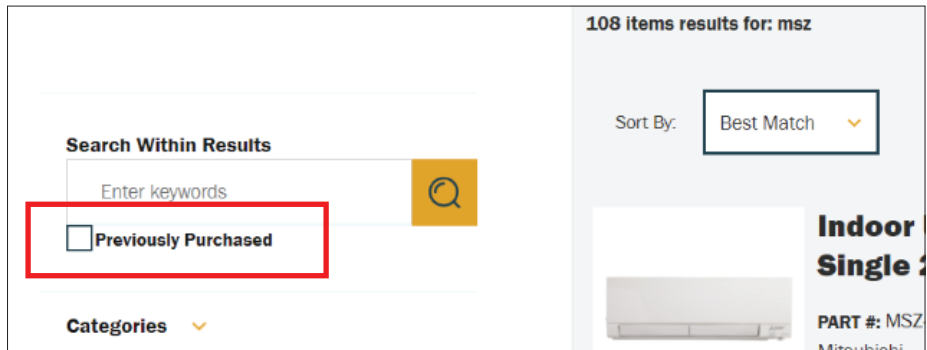 108 items results for: msz
Sort By:
Best Match
Search Within Results
Enter keywords
Previously Purchased
Categories
Indoor
Single
PART #: MSZ-